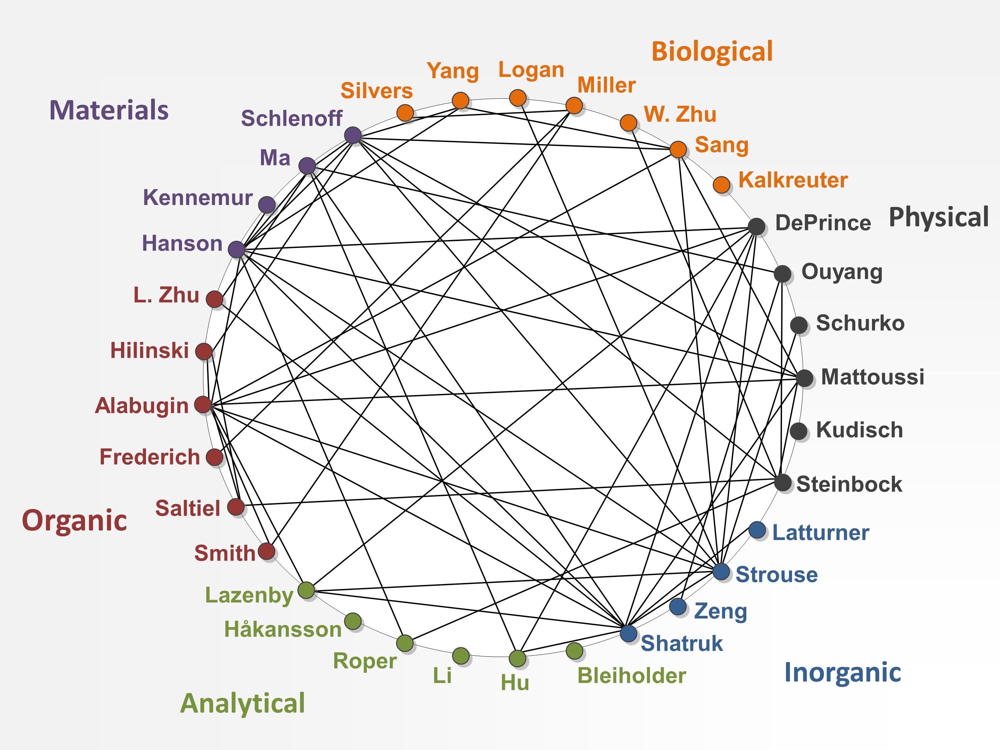 Biological
Yang
Logan
Miller
Silvers
W. Zhu
Materials
Schlenoff
Sang
Ma
Kalkreuter
Kennemur
Physical
DePrince
Hanson
Ouyang
L. Zhu
Schurko
Hilinski
Mattoussi
Alabugin
Kudisch
Frederich
Steinbock
Saltiel
Organic
Latturner
Smith
Strouse
Lazenby
Zeng
Håkansson
Shatruk
Roper
Li
Bleiholder
Hu
Inorganic
Analytical